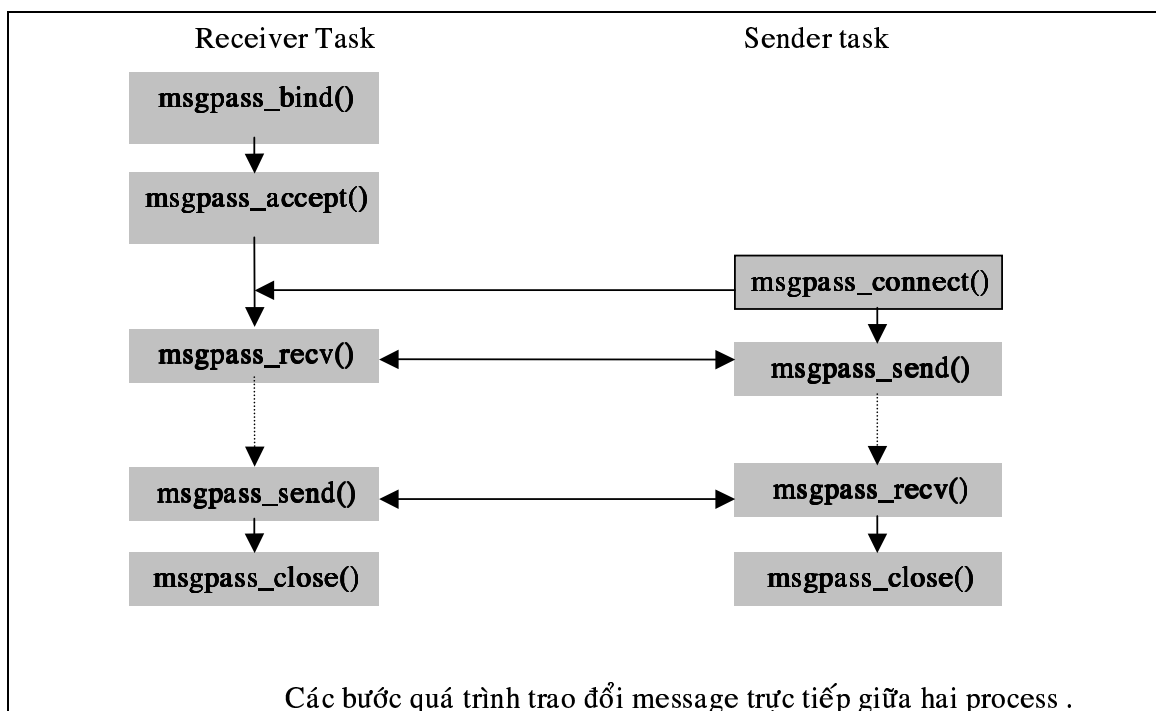 Receiver Task
Sender task
msgpass_bind()
msgpass_accept()
msgpass_connect()
msgpass_recv()
msgpass_send()
msgpass_send()
msgpass_recv()
msgpass_close()
msgpass_close()
Các bước quá trình trao đổi message trực tiếp giữa hai process .